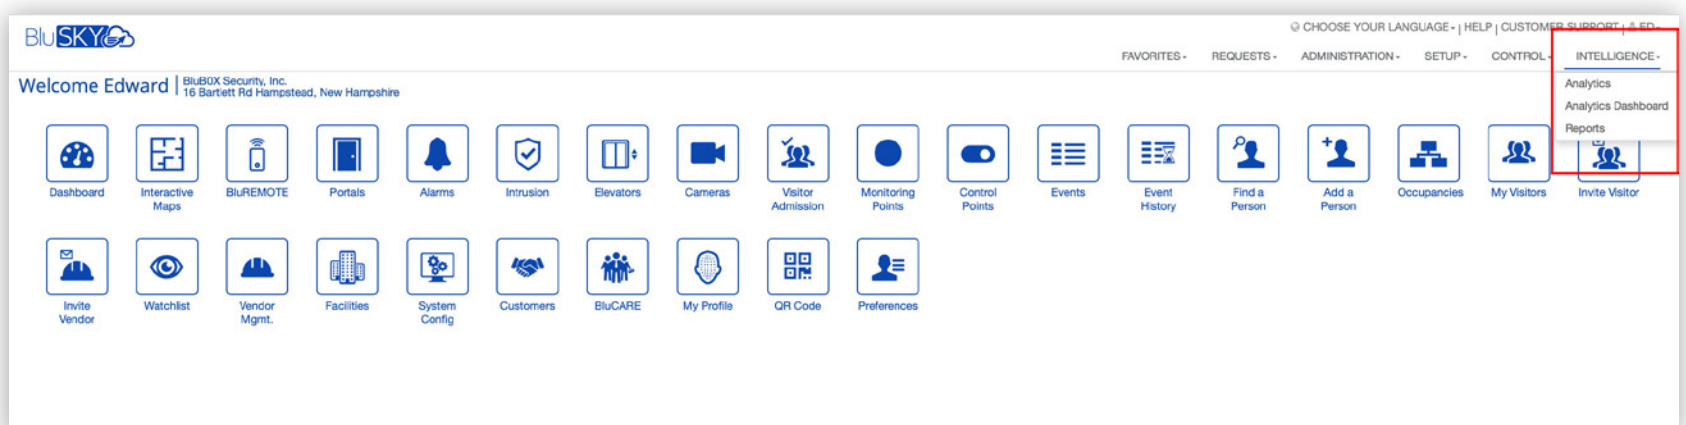 BluSKY
CHOOSE YOUR LANGUAGE | HELP | CUSTOMER SUPPORT | ED
FAVORITES REQUESTS ADMINISTRATION SETUP CONTROL INTELLIGENCE
Welcome Edward | BluB0X Security, Inc.
16 Bartlett Rd Hampstead, New Hampshire
Analytics
Analytics Dashboard
Reports
Dashboard
Interactive
Maps
BluREMOTE
Portals
Alarms
Intrusion
Elevators
Cameras
Visitor
Admission
Monitoring
Points
Control
Points
Events
Event
History
Find a
Person
Add a
Person
Occupancies
My Visitors
Invite Visitor
Invite
Vendor
Watchlist
Vendor
Mgmt.
Facilities
System
Config
Customers
BluCARE
My Profile
QR Code
Preferences